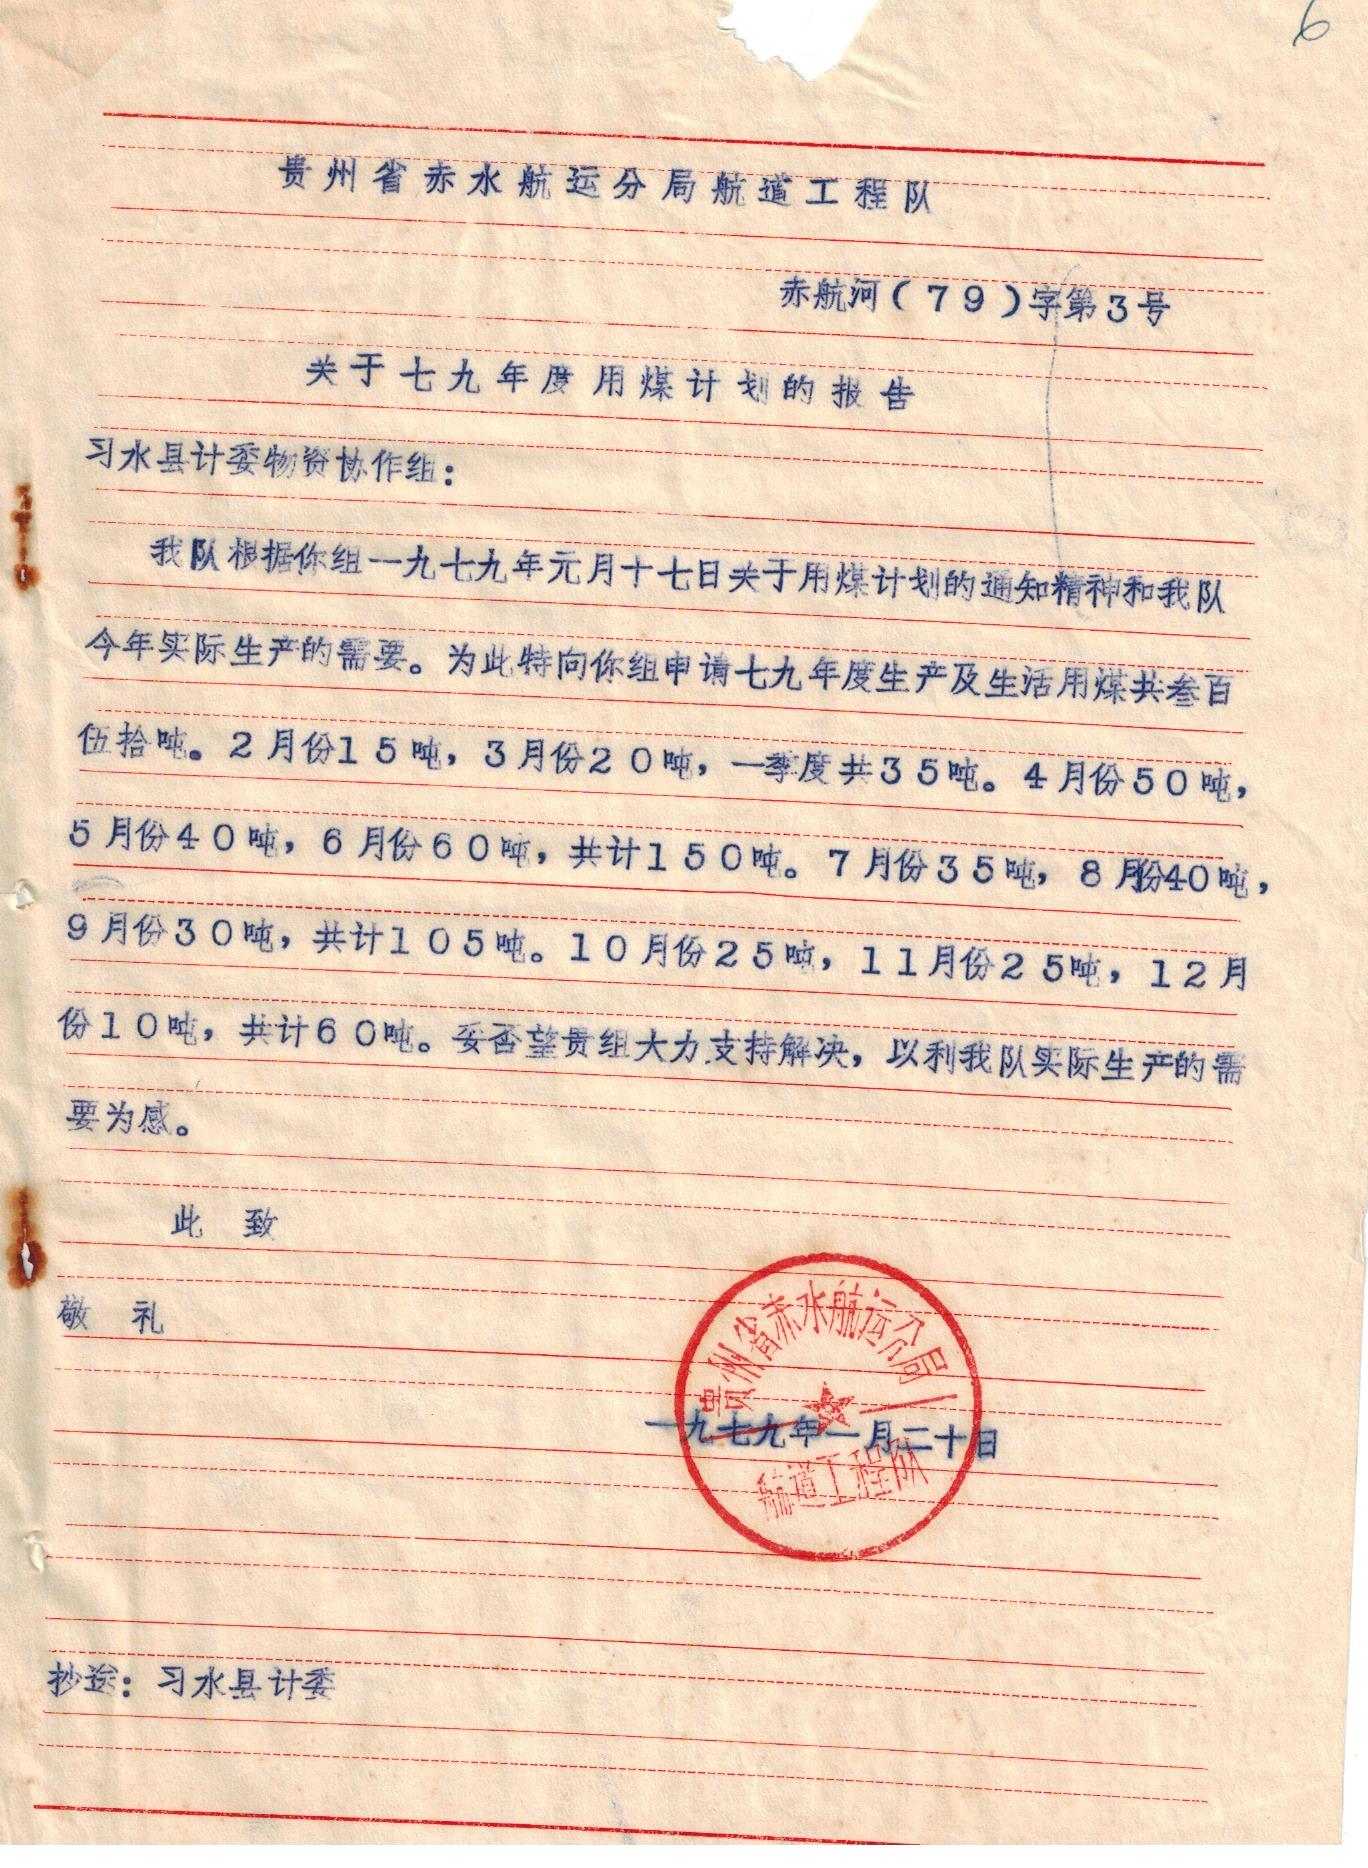 6
贵州省赤水航运分局航道工程队
赤航河(79)字第3号
关于七九年度用煤计划的报告
习水县计委物资协作组:
我队根据你组一九七九年元月十七日关于用煤计划的通知精神和我队
今年实际生产的需要。为此特向你组申请七九年度生产及生活用煤共叁百
伍拾吨。2月份15吨,3月份20吨,一季度共35吨。4月份50吨,
5月份40吨,6月份60吨,共计150吨。7月份35吨,8月份40吨,
9月份30吨,共计105吨。10月份25吨,11月份25吨,12月
份10吨,共计60吨。妥否望贵组大力支持解决,以利我队实际生产的需
要为感。
此 致
敬 礼
贵州省赤水航运分局
一九七九年一月二十日
航道工程队
抄送:习水县计委